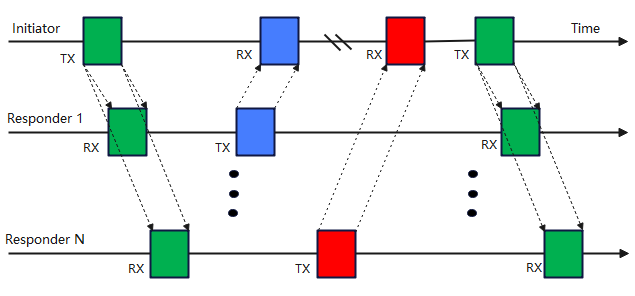 Initiator
Time
TX
RX
RX
TX
Responder 1
RX
TX
RX
Responder N
RX
TX
RX